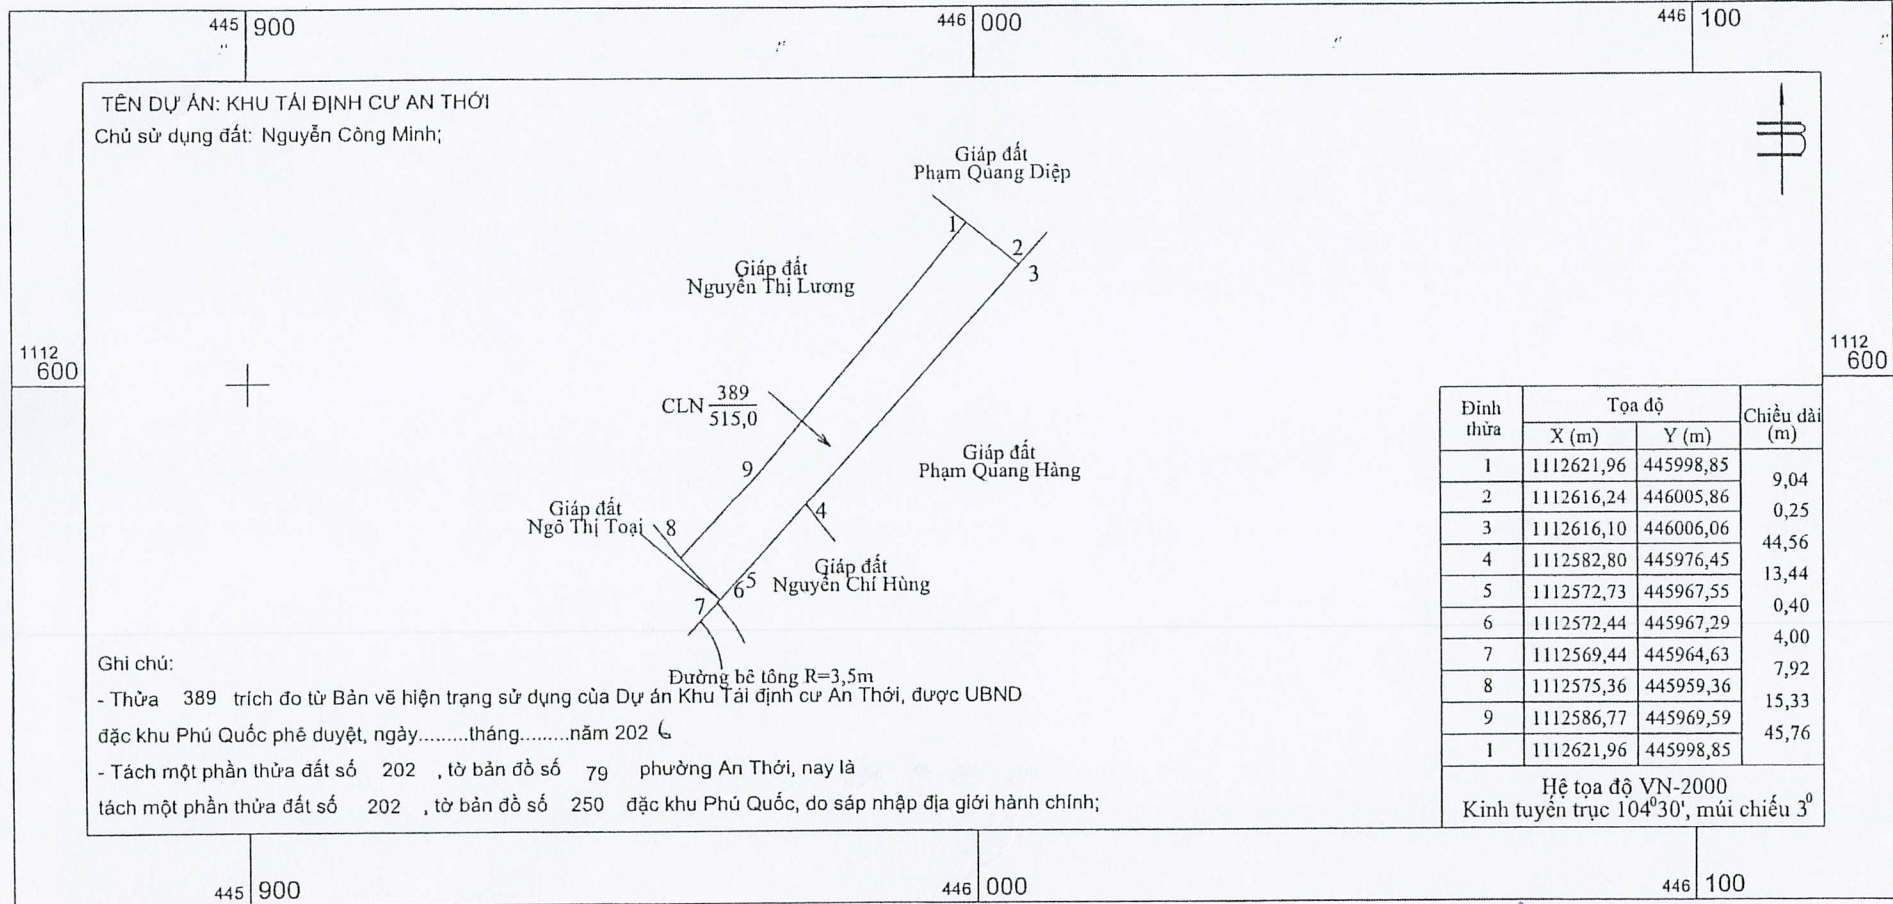 445 900
446 000
446 100
TÊN DỰ ÁN: KHU TÁI ĐỊNH CƯ AN THỚI
Chủ sử dụng đất: Nguyễn Công Minh;
Giáp đất
Phạm Quang Diệp
1
2
3
Giáp đất
Nguyễn Thị Lương
1112
600
1112
600
CLN 389
515,0
9
Giáp đất
Phạm Quang Hàng
Giáp đất
Ngô Thị Toại
8
4
Giáp đất
Nguyễn Chí Hùng
5
6
7
Đường bê tông R=3,5m
Đỉnh thửa | Tọa độ | Chiều dài (m)
X (m) | Y (m)
1 1112621,96 445998,85
9,04
2 1112616,24 446005,86
0,25
3 1112616,10 446006,06
44,56
4 1112582,80 445976,45
13,44
5 1112572,73 445967,55
0,40
6 1112572,44 445967,29
4,00
7 1112569,44 445964,63
7,92
8 1112575,36 445959,36
15,33
9 1112586,77 445969,59
45,76
1 1112621,96 445998,85
Hệ tọa độ VN-2000
Kinh tuyến trục 104⁰30', múi chiếu 3⁰
Ghi chú:
- Thửa 389 trích đo từ Bản vẽ hiện trạng sử dụng của Dự án Khu Tái định cư An Thới, được UBND
đặc khu Phú Quốc phê duyệt, ngày.........tháng.........năm 2026
- Tách một phần thửa đất số 202 , tờ bản đồ số 79 phường An Thới, nay là
tách một phần thửa đất số 202 , tờ bản đồ số 250 đặc khu Phú Quốc, do sáp nhập địa giới hành chính;
445 900
446 000
446 100